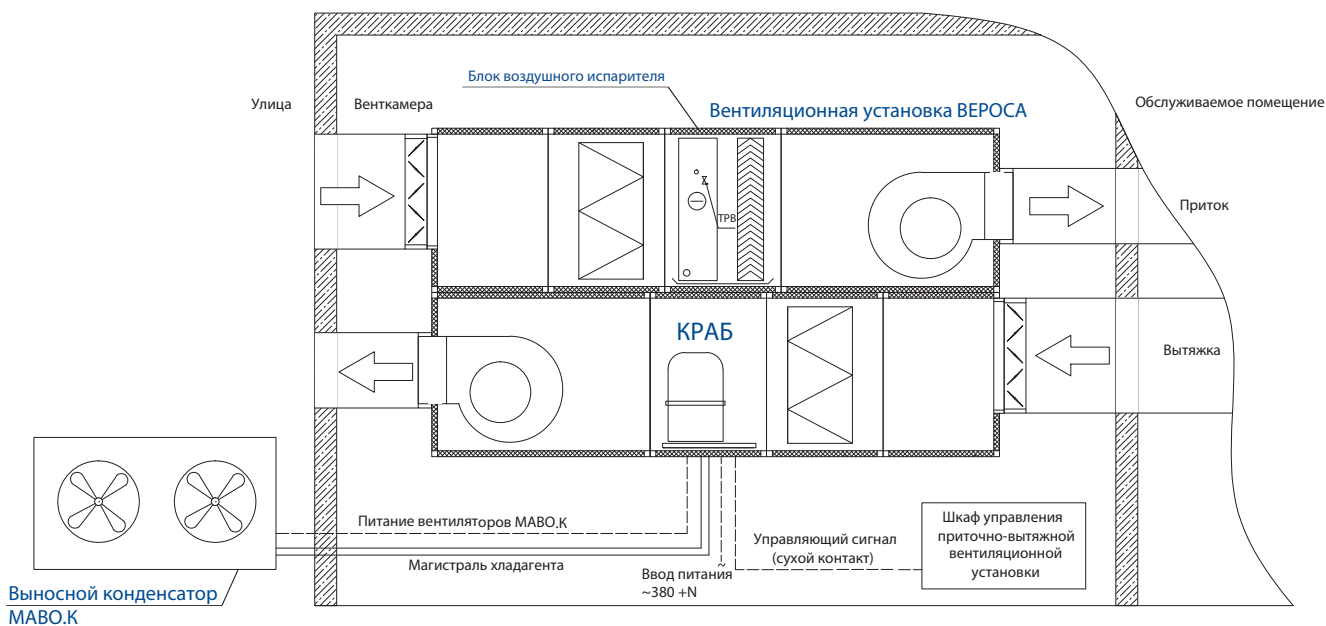 Блок воздушного испарителя
Улица
Венткамера
Вентиляционная установка ВЕРОСА
Обслуживаемое помещение
ТРВ
Приток
КРАБ
Вытяжка
Питание вентиляторов МАВО.К
Магистраль хладагента
Управляющий сигнал
(сухой контакт)
Шкаф управления
приточно-вытяжной
вентиляционной
установки
Ввод питания
~380 +N
Выносной конденсатор
МАВО.К